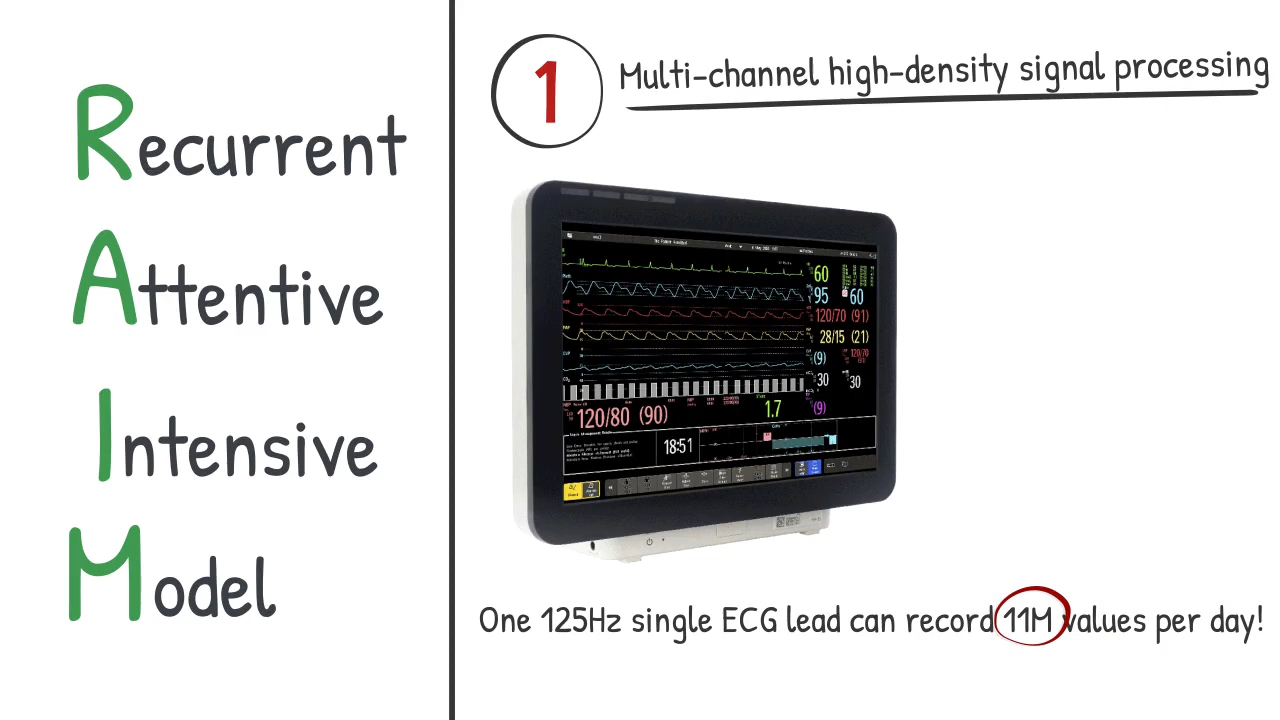 Recurrent
Attentive
Intensive
Model
1
Multi-channel high-density signal processing
60
95
60
120/70 (91)
28/15 (21)
(9)
30
30
120/80 (90)
1.7
(9)
18:51
One 125Hz single ECG lead can record 11M values per day!